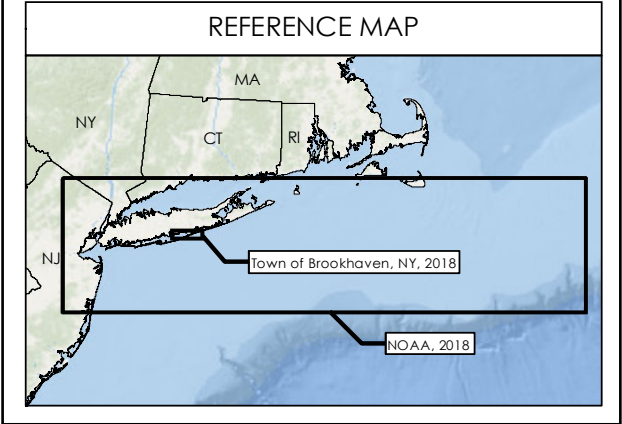 REFERENCE MAP
MA
NY
CT
RI
NJ
Town of Brookhaven, NY, 2018
NOAA, 2018